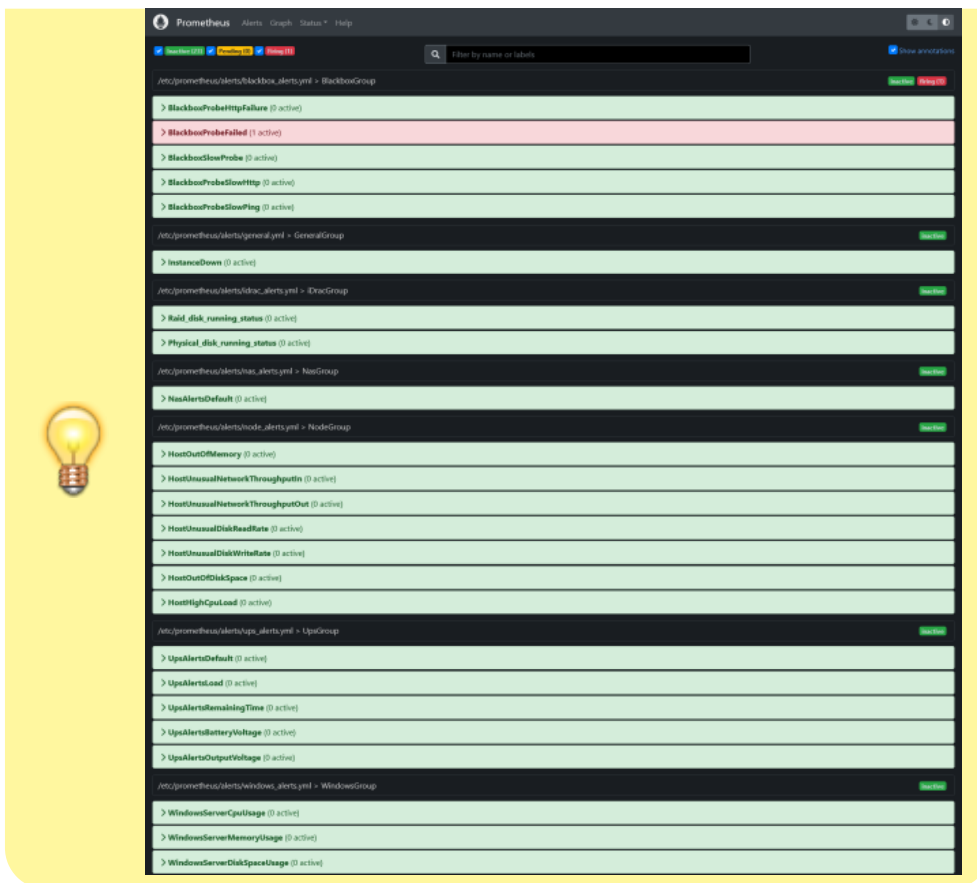 Prometheus Alerts Graph Status Help
Inactive (23) Pending (0) Firing (1) Filter by name or labels Show annotations
/etc/prometheus/alerts/blackbox_alerts.yml > BlackboxGroup Inactive Firing (1)
BlackboxProbeHttpFailure (0 active)
BlackboxProbeFailed (1 active)
BlackboxSlowProbe (0 active)
BlackboxProbeSlowHttp (0 active)
BlackboxProbeSlowPing (0 active)
/etc/prometheus/alerts/general.yml > GeneralGroup Inactive
InstanceDown (0 active)
/etc/prometheus/alerts/idrac_alerts.yml > iDracGroup Inactive
Raid_disk_running_status (0 active)
Physical_disk_running_status (0 active)
/etc/prometheus/alerts/nas_alerts.yml > NasGroup Inactive
NasAlertsDefault (0 active)
/etc/prometheus/alerts/node_alerts.yml > NodeGroup Inactive
HostOutOfMemory (0 active)
HostUnusualNetworkThroughputIn (0 active)
HostUnusualNetworkThroughputOut (0 active)
HostUnusualDiskReadRate (0 active)
HostUnusualDiskWriteRate (0 active)
HostOutOfDiskSpace (0 active)
HostHighCpuLoad (0 active)
/etc/prometheus/alerts/ups_alerts.yml > UpsGroup Inactive
UpsAlertsDefault (0 active)
UpsAlertsLoad (0 active)
UpsAlertsRemainingTime (0 active)
UpsAlertsBatteryVoltage (0 active)
UpsAlertsOutputVoltage (0 active)
/etc/prometheus/alerts/windows_alerts.yml > WindowsGroup Inactive
WindowsServerCpuUsage (0 active)
WindowsServerMemoryUsage (0 active)
WindowsServerDiskSpaceUsage (0 active)